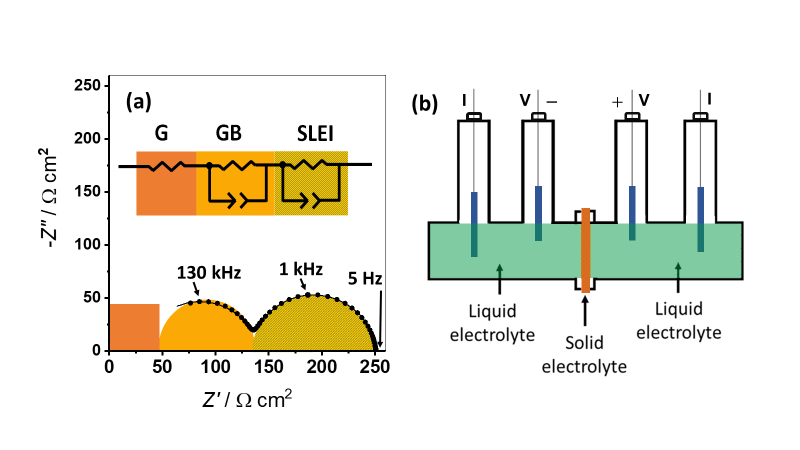 (a)
G GB SLEI
250
200
150
100
50
0
-Z″ / Ω cm²
130 kHz
1 kHz
5 Hz
0 50 100 150 200 250
Z′ / Ω cm²
(b)
I V − + V I
Liquid
electrolyte
Solid
electrolyte
Liquid
electrolyte